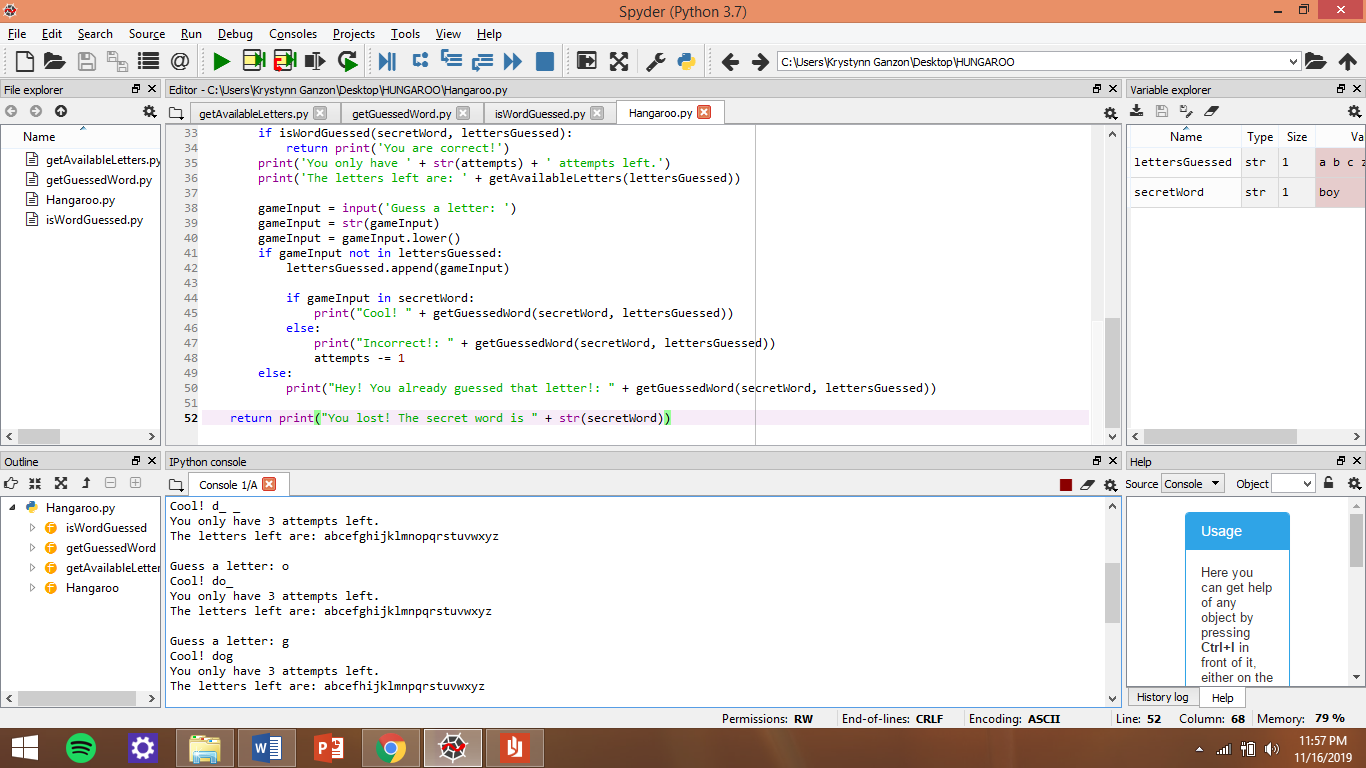 Spyder (Python 3.7)
File Edit Search Source Run Debug Consoles Projects Tools View Help
C:\Users\Krystynn Ganzon\Desktop\HUNGAROO
File explorer
Name
getAvailableLetters.py
getGuessedWord.py
Hangaroo.py
isWordGuessed.py
Editor - C:\Users\Krystynn Ganzon\Desktop\HUNGAROO\Hangaroo.py
getAvailableLetters.py getGuessedWord.py isWordGuessed.py Hangaroo.py
33 if isWordGuessed(secretWord, lettersGuessed):
34 return print('You are correct!')
35 print('You only have ' + str(attempts) + ' attempts left.')
36 print('The letters left are: ' + getAvailableLetters(lettersGuessed))
37
38 gameInput = input('Guess a letter: ')
39 gameInput = str(gameInput)
40 gameInput = gameInput.lower()
41 if gameInput not in lettersGuessed:
42 lettersGuessed.append(gameInput)
43
44 if gameInput in secretWord:
45 print("Cool! " + getGuessedWord(secretWord, lettersGuessed))
46 else:
47 print("Incorrect!: " + getGuessedWord(secretWord, lettersGuessed))
48 attempts -= 1
49 else:
50 print("Hey! You already guessed that letter!: " + getGuessedWord(secretWord, lettersGuessed))
51
52 return print("You lost! The secret word is " + str(secretWord))
Variable explorer
Name Type Size Va
lettersGuessed str 1 a b c z
secretWord str 1 boy
Outline
Hangaroo.py
isWordGuessed
getGuessedWord
getAvailableLetter
Hangaroo
IPython console
Console 1/A
Cool! d_ _
You only have 3 attempts left.
The letters left are: abcefghijklmnopqrstuvwxyz
Guess a letter: o
Cool! do_
You only have 3 attempts left.
The letters left are: abcefghijklmnpqrstuvwxyz
Guess a letter: g
Cool! dog
You only have 3 attempts left.
The letters left are: abcefhijklmnpqrstuvwxyz
Help
Source Console Object
Usage
Here you
can get help
of any
object by
pressing
Ctrl+I in
front of it,
either on the
History log Help
Permissions: RW End-of-lines: CRLF Encoding: ASCII Line: 52 Column: 68 Memory: 79 %
11:57 PM
11/16/2019